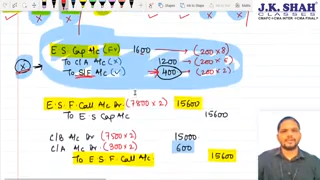 J.K. SHAH
CLASSES
E·S Cap A/c (FV) 1600 → (200×8)
To C/A A/c (X) 1200 → (200×6)
To S|F A/c (V) 400 → (200×2)
X
E·S·F Call A/c Dr (7800×2) 15600
To E S Cap A/c 15600
C/B A/c Dr (7500×2) 15000
C/A A/c Dr (300×2) 600
To E S F Call A/c 15600